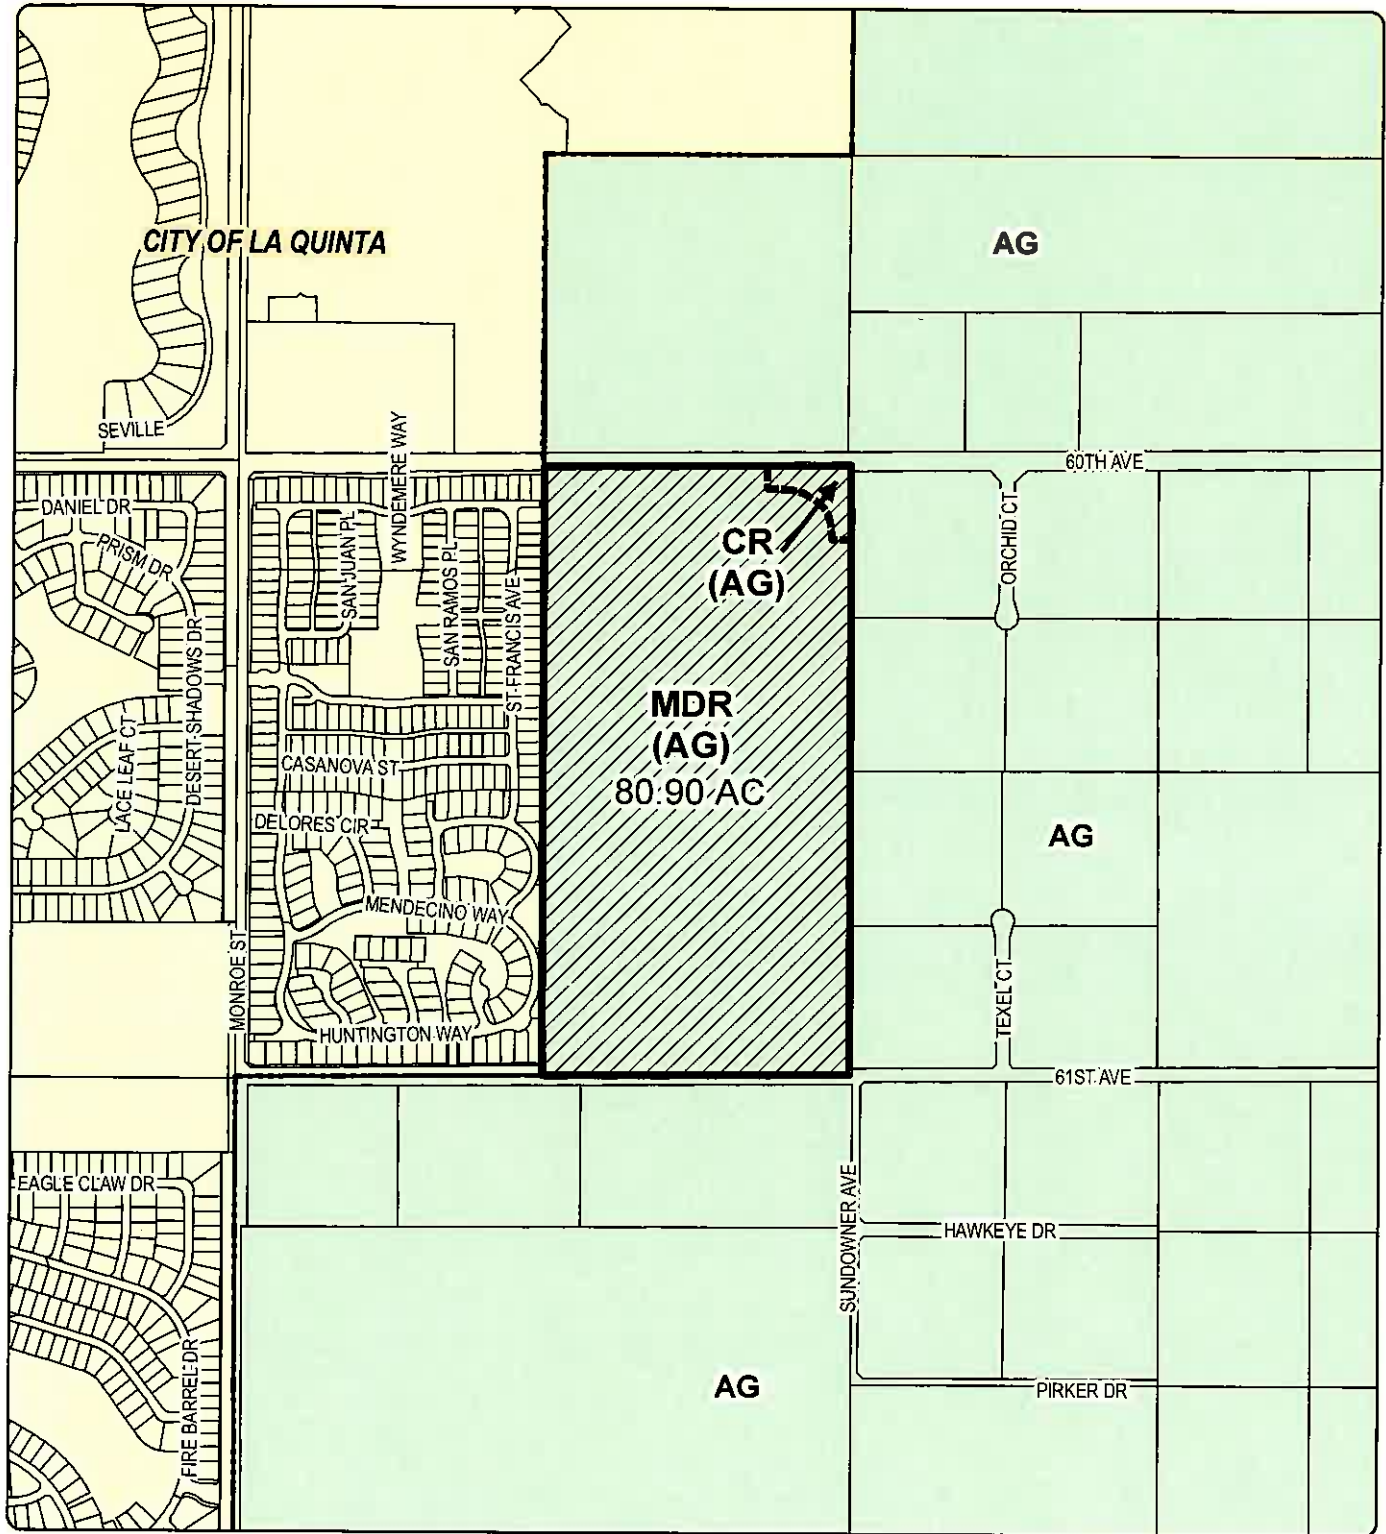 CITY OF LA QUINTA
AG
SEVILLE
WYNDEMERE WAY
60TH AVE
DANIEL DR
PRISM DR
SAN JUAN PL
SAN RAMOS PL
ST FRANCIS AVE
ORCHID CT
CR
(AG)
DESERT SHADOWS DR
LACE LEAF CT
MDR
(AG)
80.90 AC
CASANOVA ST
DELORES CIR
AG
MENDECINO WAY
MONROE ST
TEXEL CT
HUNTINGTON WAY
61ST AVE
EAGLE CLAW DR
SUNDOWNER AVE
HAWKEYE DR
FIRE BARREL DR
AG
PIRKER DR